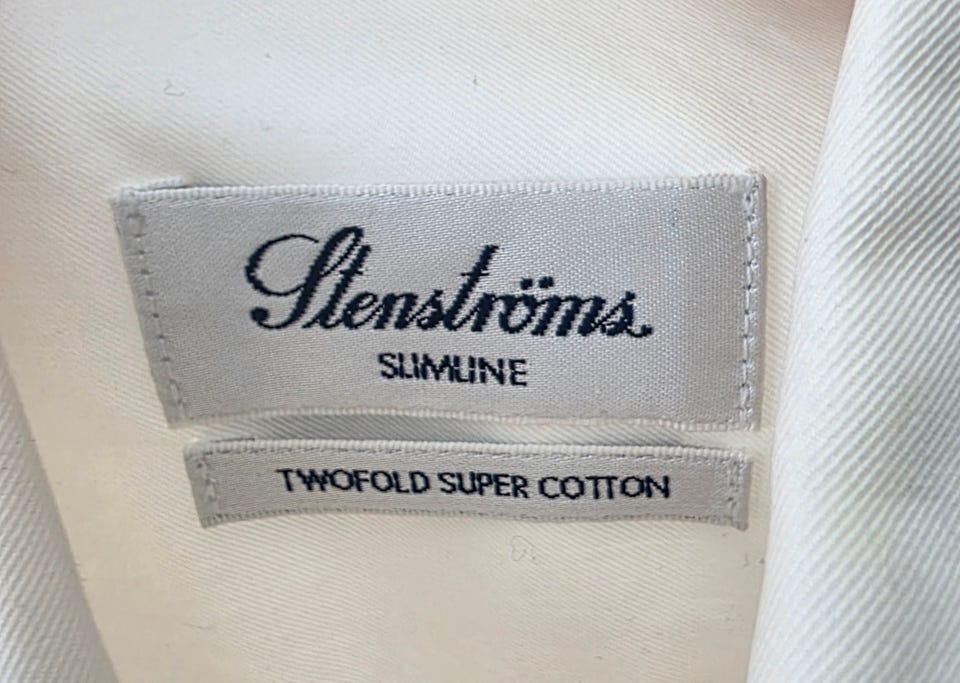 Stenströms
SLIMLINE
TWOFOLD SUPER COTTON